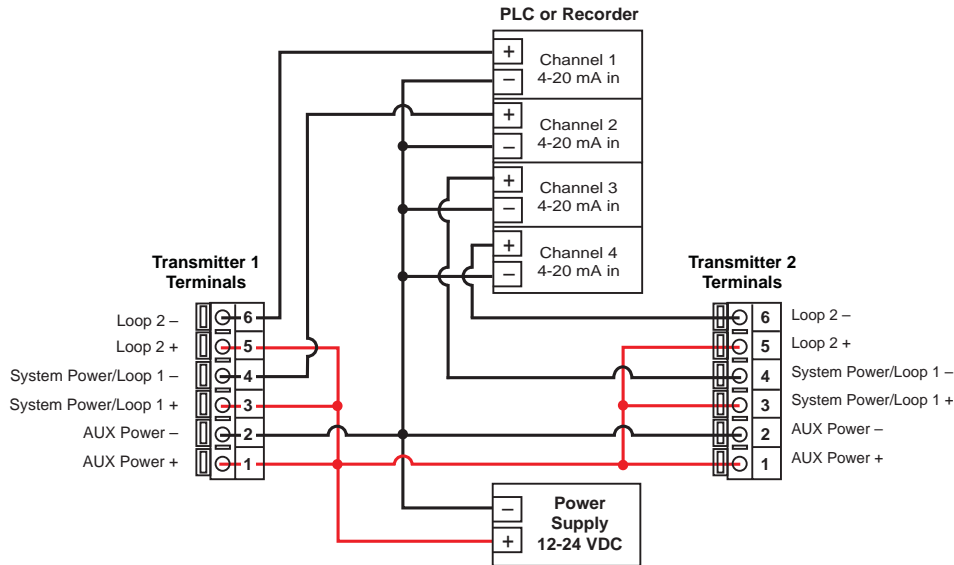 PLC or Recorder
+
Channel 1
4-20 mA in
–
+
Channel 2
4-20 mA in
–
+
Channel 3
4-20 mA in
–
+
Channel 4
4-20 mA in
–
Transmitter 1
Terminals
Loop 2 – 6
Loop 2 + 5
System Power/Loop 1 – 4
System Power/Loop 1 + 3
AUX Power – 2
AUX Power + 1
Transmitter 2
Terminals
6 Loop 2 –
5 Loop 2 +
4 System Power/Loop 1 –
3 System Power/Loop 1 +
2 AUX Power –
1 AUX Power +
–
+
Power
Supply
12-24 VDC